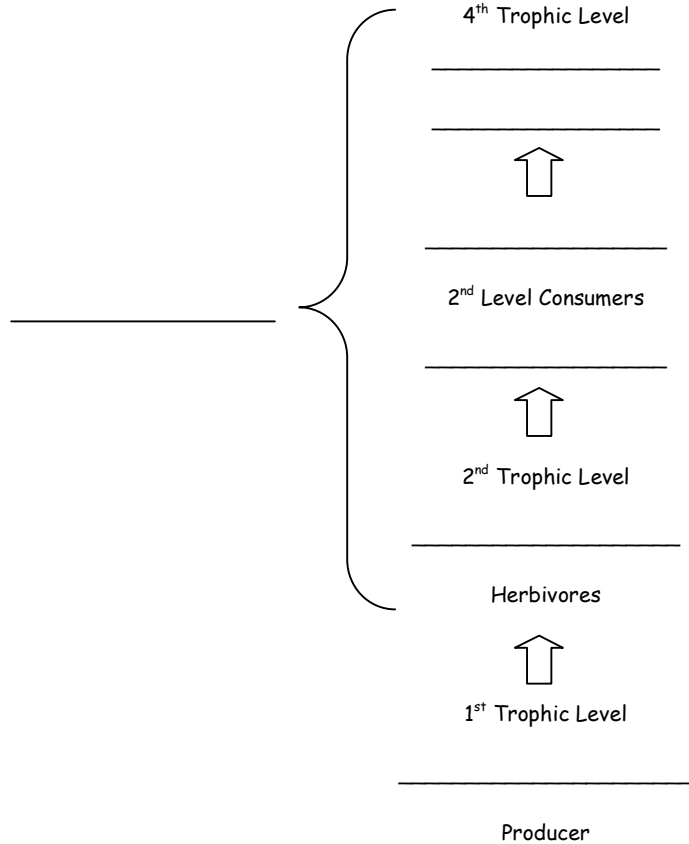 4th Trophic Level
2nd Level Consumers
2nd Trophic Level
Herbivores
1st Trophic Level
Producer